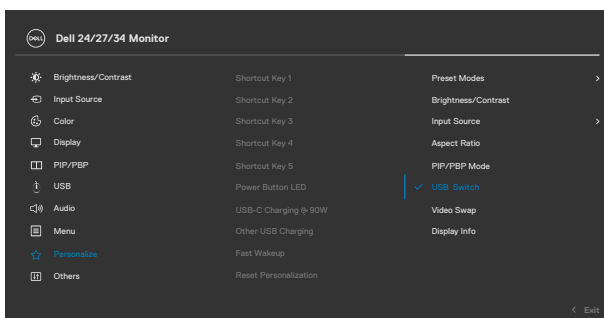 DELL
Dell 24/27/34 Monitor
Brightness/Contrast
Input Source
Color
Display
PIP/PBP
USB
Audio
Menu
Personalize
Others
Shortcut Key 1
Shortcut Key 2
Shortcut Key 3
Shortcut Key 4
Shortcut Key 5
Power Button LED
USB-C Charging 90W
Other USB Charging
Fast Wakeup
Reset Personalization
Preset Modes
Brightness/Contrast
Input Source
Aspect Ratio
PIP/PBP Mode
USB Switch
Video Swap
Display Info
Exit